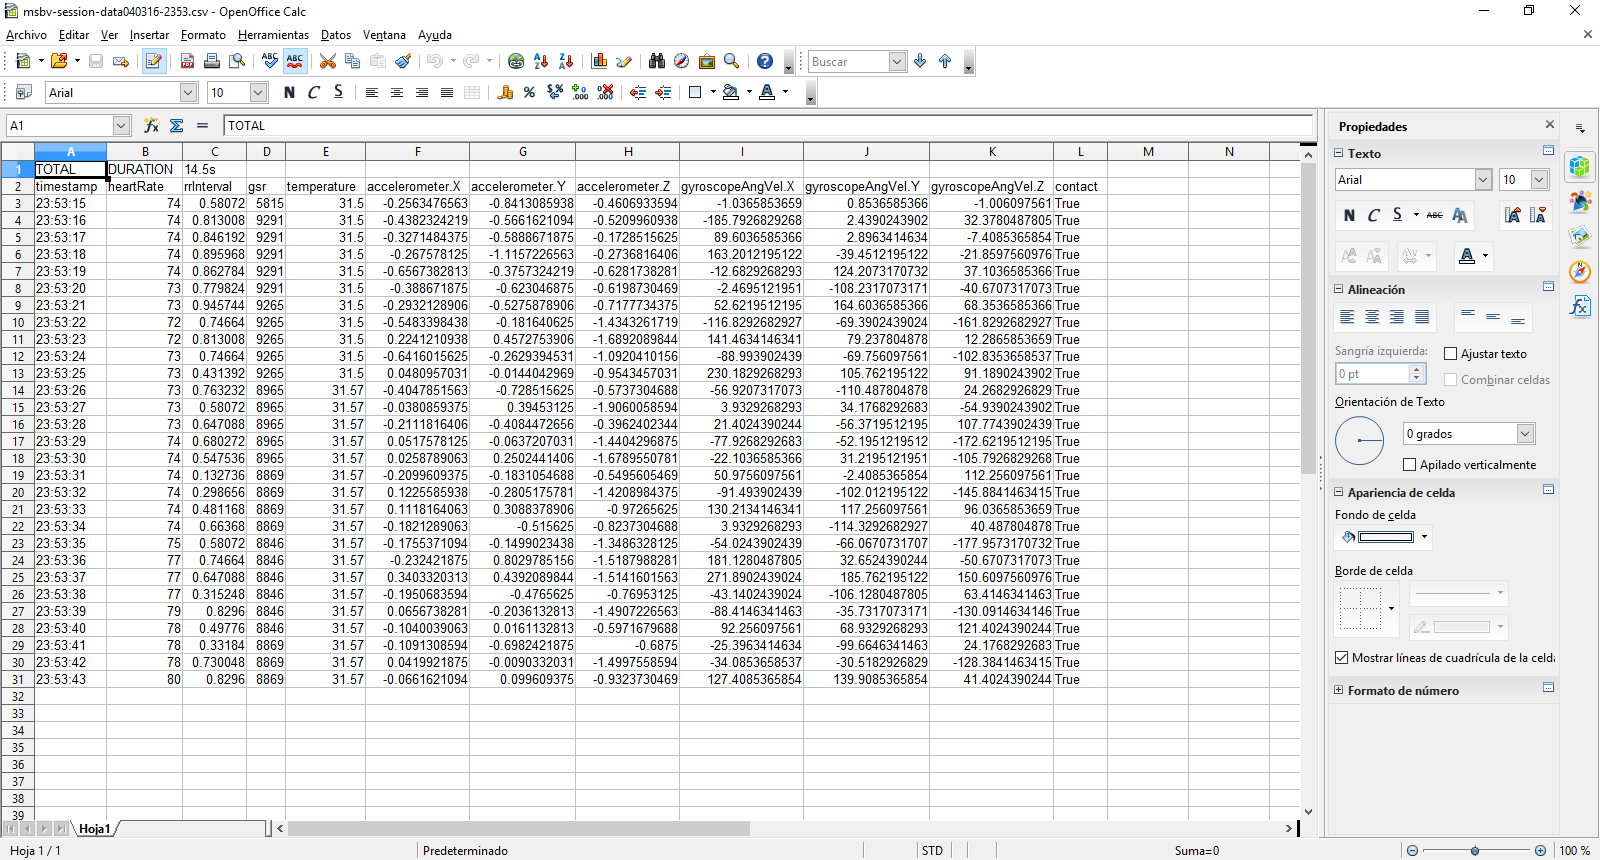 msbv-session-data040316-2353.csv - OpenOffice Calc
Archivo Editar Ver Insertar Formato Herramientas Datos Ventana Ayuda
Buscar
Arial 10
A1 TOTAL
Propiedades
A B C D E F G H I J K L M N
1 TOTAL DURATION 14.5s
2 timestamp heartRate rrInterval gsr temperature accelerometer.X accelerometer.Y accelerometer.Z gyroscopeAngVel.X gyroscopeAngVel.Y gyroscopeAngVel.Z contact
3 23:53:15 74 0.58072 5815 31.5 -0.2563476563 -0.8413085938 -0.4606933594 -1.0365853659 0.8536585366 -1.006097561 True
4 23:53:16 74 0.813008 9291 31.5 -0.4382324219 -0.5661621094 -0.5209960938 -185.7926829268 2.4390243902 32.3780487805 True
5 23:53:17 74 0.846192 9291 31.5 -0.3271484375 -0.5888671875 -0.1728515625 89.6036585366 2.8963414634 -7.4085365854 True
6 23:53:18 74 0.895968 9291 31.5 -0.267578125 -1.1157226563 -0.2736816406 163.2012195122 -39.4512195122 -21.8597560976 True
7 23:53:19 74 0.862784 9291 31.5 -0.6567382813 -0.3757324219 -0.6281738281 -12.6829268293 124.2073170732 37.1036585366 True
8 23:53:20 73 0.779824 9291 31.5 -0.388671875 -0.623046875 -0.6198730469 -2.4695121951 -108.2317073171 -40.6707317073 True
9 23:53:21 73 0.945744 9265 31.5 -0.2932128906 -0.5275878906 -0.7177734375 52.6219512195 164.6036585366 68.3536585366 True
10 23:53:22 72 0.74664 9265 31.5 -0.5483398438 -0.181640625 -1.4343261719 -116.8292682927 -69.3902439024 -161.8292682927 True
11 23:53:23 72 0.813008 9265 31.5 0.2241210938 0.4572753906 -1.6892089844 141.4634146341 79.237804878 12.2865853659 True
12 23:53:24 73 0.74664 9265 31.5 -0.6416015625 -0.2629394531 -1.0920410156 -88.993902439 -69.756097561 -102.8353658537 True
13 23:53:25 73 0.431392 9265 31.5 0.0480957031 -0.0144042969 -0.9543457031 230.1829268293 105.762195122 91.1890243902 True
14 23:53:26 73 0.763232 8965 31.57 -0.4047851563 -0.728515625 -0.5737304688 -56.9207317073 -110.487804878 24.2682926829 True
15 23:53:27 73 0.58072 8965 31.57 -0.0380859375 0.39453125 -1.9060058594 3.9329268293 34.1768292683 -54.9390243902 True
16 23:53:28 73 0.647088 8965 31.57 -0.2111816406 -0.4084472656 -0.3962402344 21.4024390244 -56.3719512195 107.7743902439 True
17 23:53:29 74 0.680272 8965 31.57 0.0517578125 -0.0637207031 -1.4404296875 -77.9268292683 -52.1951219512 -172.6219512195 True
18 23:53:30 74 0.547536 8965 31.57 0.0258789063 0.2502441406 -1.6789550781 -22.1036585366 31.2195121951 -105.7926829268 True
19 23:53:31 74 0.132736 8869 31.57 -0.2099609375 -0.1831054688 -0.5495605469 50.9756097561 -2.4085365854 112.256097561 True
20 23:53:32 74 0.298656 8869 31.57 0.1225585938 -0.2805175781 -1.4208984375 -91.493902439 -102.012195122 -145.8841463415 True
21 23:53:33 74 0.481168 8869 31.57 0.1118164063 0.3088378906 -0.97265625 130.2134146341 117.256097561 96.0365853659 True
22 23:53:34 74 0.66368 8869 31.57 -0.1821289063 -0.515625 -0.8237304688 3.9329268293 -114.3292682927 40.487804878 True
23 23:53:35 75 0.58072 8846 31.57 -0.1755371094 -0.1499023438 -1.3486328125 -54.0243902439 -66.0670731707 -177.9573170732 True
24 23:53:36 77 0.74664 8846 31.57 -0.232421875 0.8029785156 -1.5187988281 181.1280487805 32.6524390244 -50.6707317073 True
25 23:53:37 77 0.647088 8846 31.57 0.3403320313 0.4392089844 -1.5141601563 271.8902439024 185.762195122 150.6097560976 True
26 23:53:38 77 0.315248 8846 31.57 -0.1950683594 -0.4765625 -0.76953125 -43.1402439024 -106.1280487805 63.4146341463 True
27 23:53:39 79 0.8296 8846 31.57 0.0656738281 -0.2036132813 -1.4907226563 -88.4146341463 -35.7317073171 -130.0914634146 True
28 23:53:40 78 0.49776 8846 31.57 -0.1040039063 0.0161132813 -0.5971679688 92.256097561 68.9329268293 121.4024390244 True
29 23:53:41 78 0.33184 8869 31.57 -0.1091308594 -0.6982421875 -0.6875 -25.3963414634 -99.6646341463 24.1768292683 True
30 23:53:42 78 0.730048 8869 31.57 0.0419921875 -0.0090332031 -1.4997558594 -34.0853658537 -30.5182926829 -128.3841463415 True
31 23:53:43 80 0.8296 8869 31.57 -0.0661621094 0.099609375 -0.9323730469 127.4085365854 139.9085365854 41.4024390244 True
32
33
34
35
36
37
38
39
Texto
Arial 10
Alineación
Sangría izquierda:
Ajustar texto
0 pt
Combinar celdas
Orientación de Texto
0 grados
Apilado verticalmente
Apariencia de celda
Fondo de celda
Borde de celda
Mostrar líneas de cuadrícula de la celda
Formato de número
Hoja1
Hoja 1 / 1 Predeterminado STD Suma=0 100 %